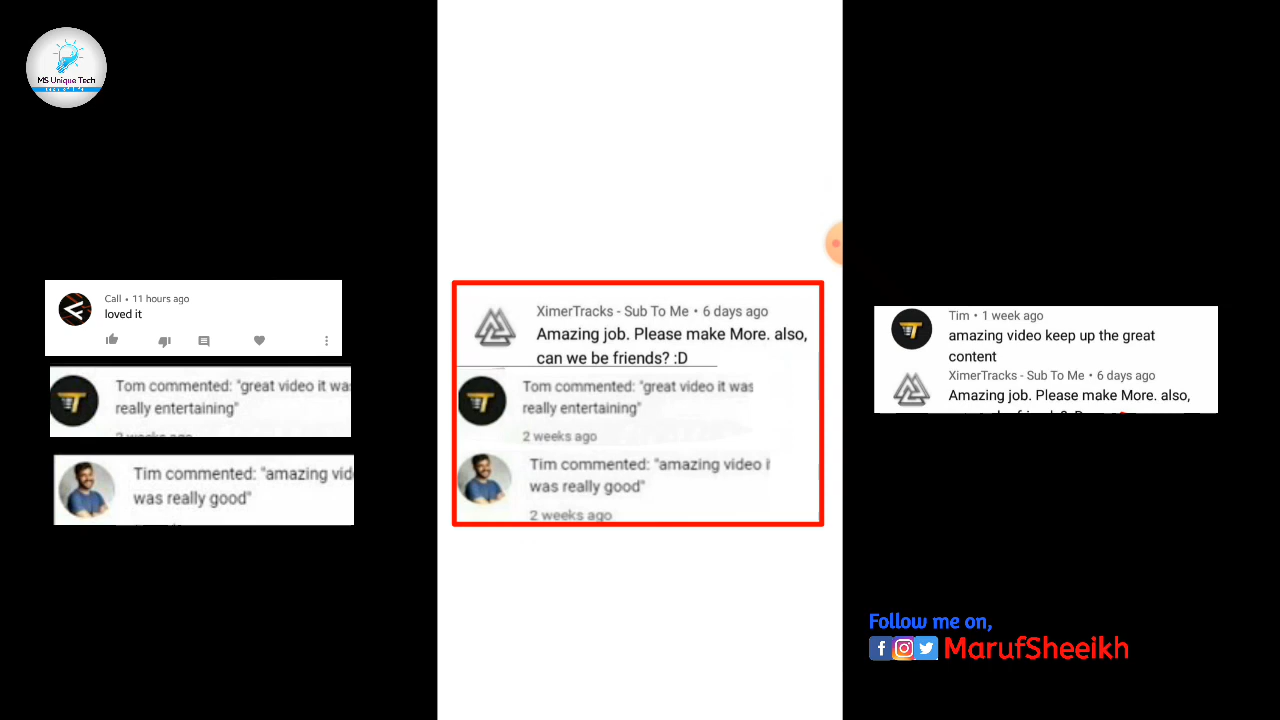 MS Unique Tech
Call • 11 hours ago
loved it
Tom commented: "great video it was
really entertaining"
2 weeks ago
Tim commented: "amazing vid
was really good"
XimerTracks - Sub To Me • 6 days ago
Amazing job. Please make More. also,
can we be friends? :D
Tom commented: "great video it was
really entertaining"
2 weeks ago
Tim commented: "amazing video i
was really good"
2 weeks ago
Tim • 1 week ago
amazing video keep up the great
content
XimerTracks - Sub To Me • 6 days ago
Amazing job. Please make More. also,
Follow me on,
MarufSheeikh